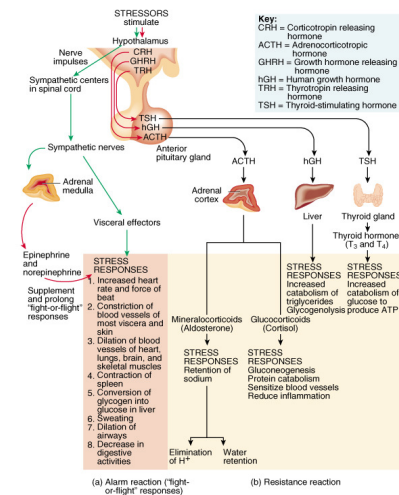 STRESSORS
stimulate
Hypothalamus
CRH
GHRH
TRH
Nerve
impulses
Sympathetic centers
in spinal cord
TSH
hGH
ACTH
Sympathetic nerves
Anterior
pituitary gland
Key:
CRH = Corticotropin releasing
hormone
ACTH = Adrenocorticotropic
hormone
GHRH = Growth hormone releasing
hormone
hGH = Human growth hormone
TRH = Thyrotropin releasing
hormone
TSH = Thyroid-stimulating hormone
Adrenal
medulla
Visceral effectors
Epinephrine
and
norepinephrine
Supplement
and prolong
"fight-or-flight"
responses
STRESS
RESPONSES
1. Increased heart
rate and force of
beat
2. Constriction of
blood vessels of
most viscera and
skin
3. Dilation of blood
vessels of heart,
lungs, brain, and
skeletal muscles
4. Contraction of
spleen
5. Conversion of
glycogen into
glucose in liver
6. Sweating
7. Dilation of
airways
8. Decrease in
digestive
activities
ACTH
Adrenal
cortex
Mineralocorticoids
(Aldosterone)
STRESS
RESPONSES
Retention of
sodium
Elimination
of H+
Water
retention
Glucocorticoids
(Cortisol)
STRESS
RESPONSES
Gluconeogenesis
Protein catabolism
Sensitize blood vessels
Reduce inflammation
hGH
Liver
STRESS
RESPONSES
Increased
catabolism of
triglycerides
Glycogenolysis
TSH
Thyroid gland
Thyroid hormone
(T3 and T4)
STRESS
RESPONSES
Increased
catabolism of
glucose to
produce ATP
(a) Alarm reaction ("fight-
or-flight" responses)
(b) Resistance reaction